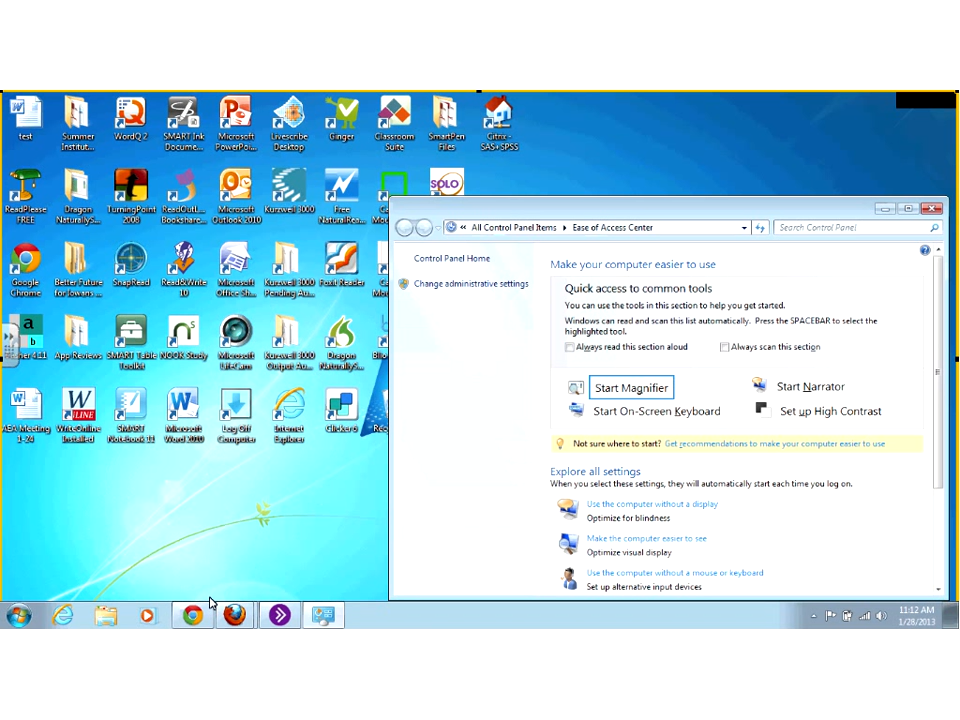 test
Summer Institut...
WordQ 2
SMART Ink Docume...
Microsoft PowerPoi...
Livescribe Desktop
Ginger
Classroom Suite
SmartPen Files
Citrix - SAS+SPSS
ReadPlease FREE
Dragon NaturallyS...
TurningPoint 2008
ReadOutL... Bookshare...
Microsoft Outlook 2010
Kurzweil 3000
Free NaturalRea...
SOLO
Google Chrome
Better Future for Iowans ...
SnapRead
Read&Write 10
Microsoft Office Sh...
Kurzweil 3000 Pending Au...
Foxit Reader
App Reviews
SMART Table Toolkit
NOOK Study
Microsoft LifeCam
Kurzweil 3000 Output Au...
Dragon NaturallyS...
AEA Meeting 1-24
WriteOnline Installed
SMART Notebook 11
Microsoft Word 2010
Log Off Computer
Internet Explorer
Clicker 6
All Control Panel Items
Ease of Access Center
Search Control Panel
Control Panel Home
Change administrative settings
Make your computer easier to use
Quick access to common tools
You can use the tools in this section to help you get started.
Windows can read and scan this list automatically. Press the SPACEBAR to select the
highlighted tool.
Always read this section aloud
Always scan this section
Start Magnifier
Start Narrator
Start On-Screen Keyboard
Set up High Contrast
Not sure where to start? Get recommendations to make your computer easier to use
Explore all settings
When you select these settings, they will automatically start each time you log on.
Use the computer without a display
Optimize for blindness
Make the computer easier to see
Optimize visual display
Use the computer without a mouse or keyboard
Set up alternative input devices
11:12 AM
1/28/2013